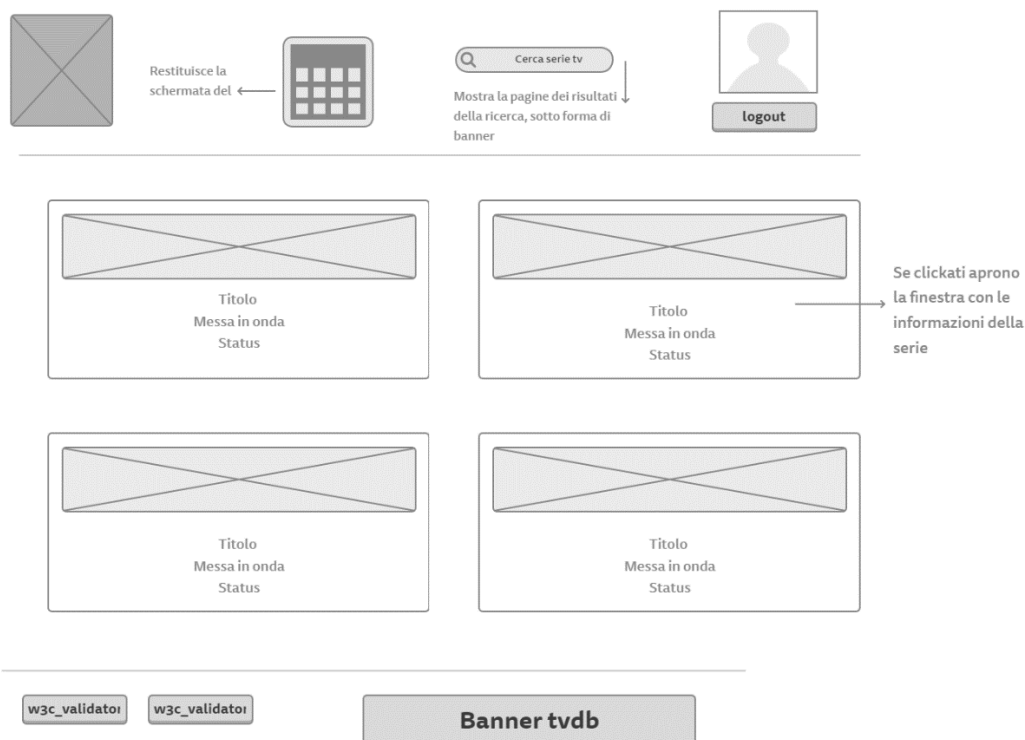 Restituisce la
schermata del
Cerca serie tv
Mostra la pagine dei risultati
della ricerca, sotto forma di
banner
logout
Titolo
Messa in onda
Status
Titolo
Messa in onda
Status
Se clickati aprono
la finestra con le
informazioni della
serie
Titolo
Messa in onda
Status
Titolo
Messa in onda
Status
w3c_validator
w3c_validator
Banner tvdb